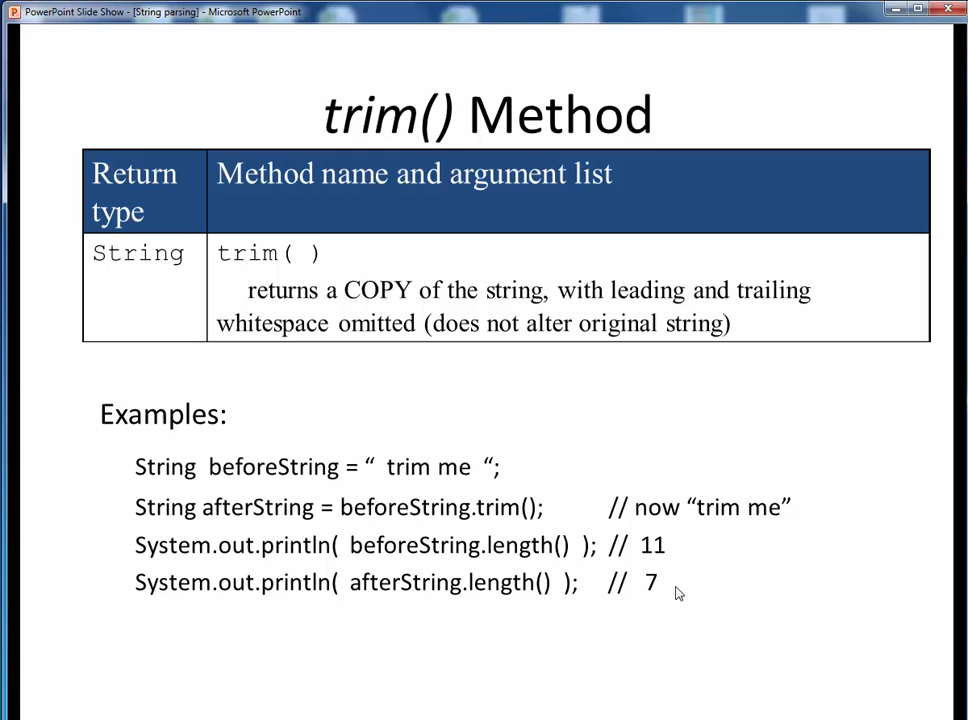 PowerPoint Slide Show - [String parsing] - Microsoft PowerPoint
trim() Method
Return type
Method name and argument list
String
trim( )
returns a COPY of the string, with leading and trailing
whitespace omitted (does not alter original string)
Examples:
String  beforeString = “  trim me  “;
String afterString = beforeString.trim();  // now “trim me”
System.out.println(  beforeString.length()  );  //  11
System.out.println(  afterString.length()  );  //   7